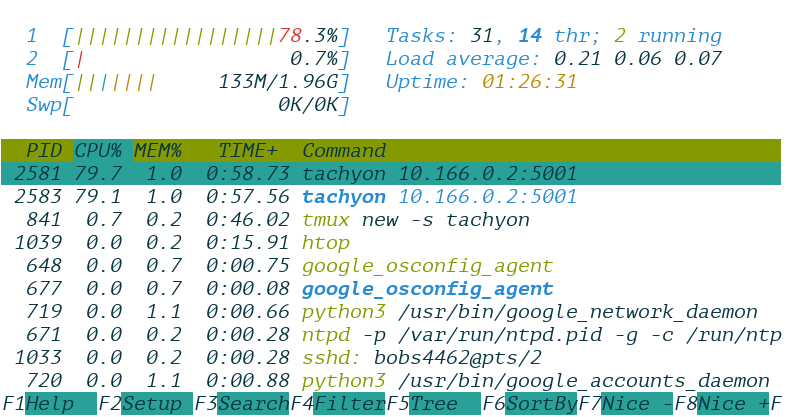 1 [|||||||||||||||||78.3%] Tasks: 31, 14 thr; 2 running
2 [| 0.7%] Load average: 0.21 0.06 0.07
Mem[||||||| 133M/1.96G] Uptime: 01:26:31
Swp[ 0K/0K]
PID CPU% MEM% TIME+ Command
2581 79.7 1.0 0:58.73 tachyon 10.166.0.2:5001
2583 79.1 1.0 0:57.56 tachyon 10.166.0.2:5001
841 0.7 0.2 0:46.02 tmux new -s tachyon
1039 0.0 0.2 0:15.91 htop
648 0.0 0.7 0:00.75 google_osconfig_agent
677 0.0 0.7 0:00.08 google_osconfig_agent
719 0.0 1.1 0:00.66 python3 /usr/bin/google_network_daemon
671 0.0 0.2 0:00.28 ntpd -p /var/run/ntpd.pid -g -c /run/ntp
1033 0.0 0.2 0:00.28 sshd: bobs4462@pts/2
720 0.0 1.1 0:00.88 python3 /usr/bin/google_accounts_daemon
F1Help F2Setup F3SearchF4FilterF5Tree F6SortByF7Nice -F8Nice +F